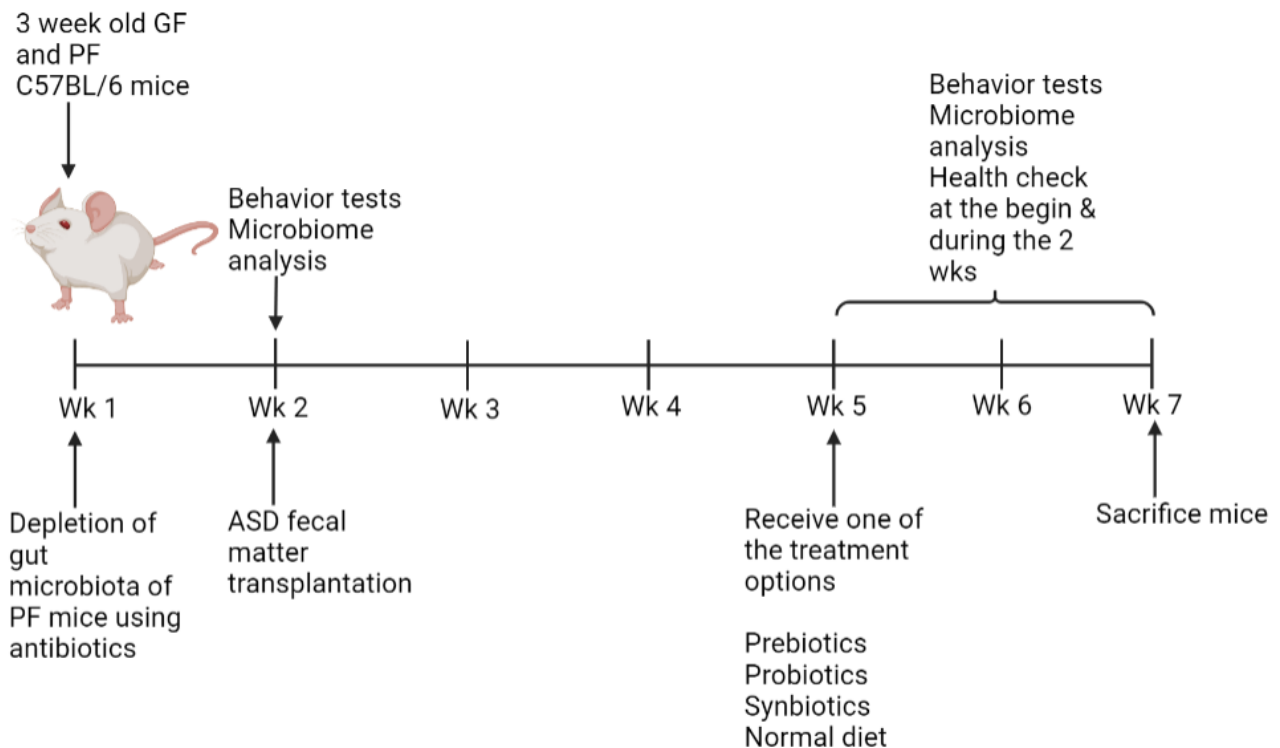 3 week old GF
and PF
C57BL/6 mice
Behavior tests
Microbiome
analysis
Behavior tests
Microbiome
analysis
Health check
at the begin &
during the 2
wks
Wk 1
Wk 2
Wk 3
Wk 4
Wk 5
Wk 6
Wk 7
Depletion of
gut
microbiota of
PF mice using
antibiotics
ASD fecal
matter
transplantation
Receive one of
the treatment
options
Prebiotics
Probiotics
Synbiotics
Normal diet
Sacrifice mice